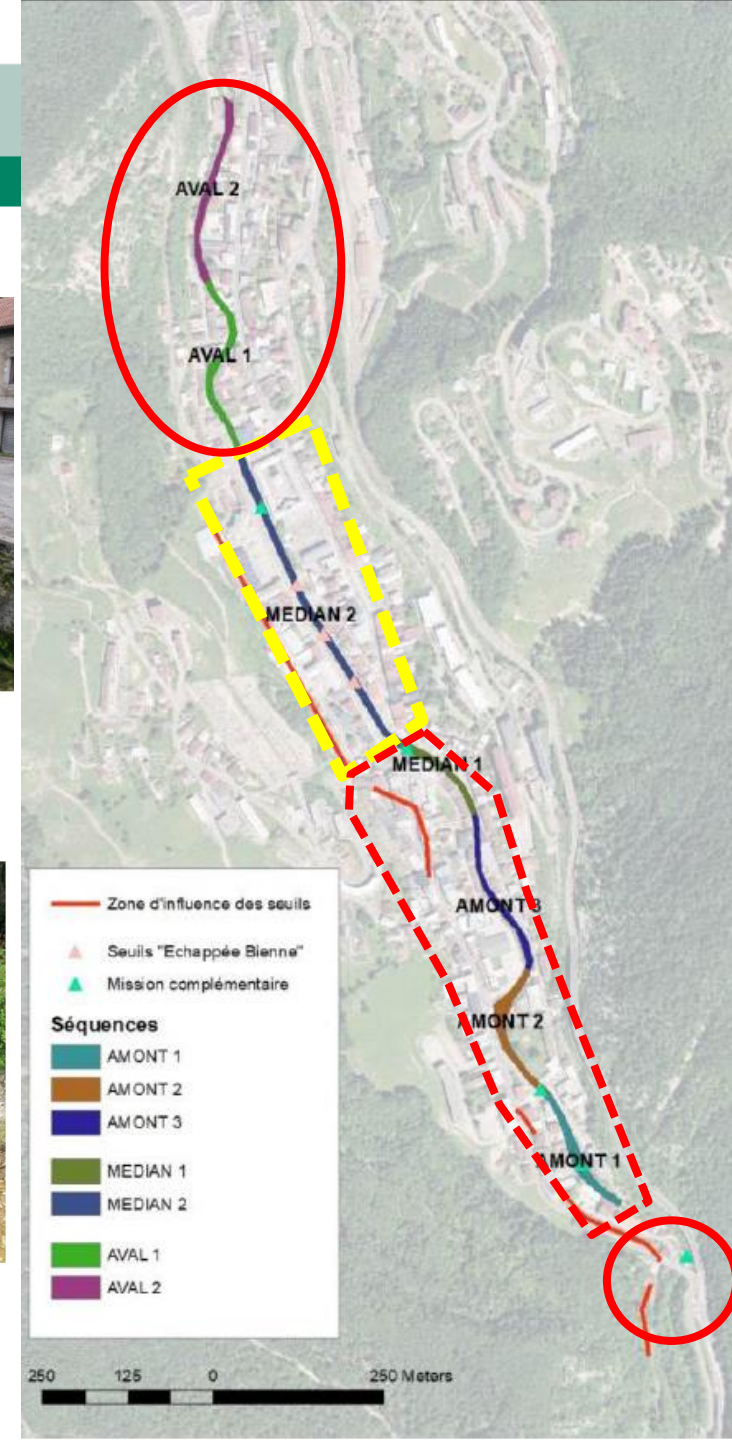 AVAL 2
AVAL 1
MEDIAN 2
MEDIAN 1
AMONT 3
AMONT 2
AMONT 1
Zone d'influence des seuils
Seuils "Echappée Bienne"
Mission complémentaire
Séquences
AMONT 1
AMONT 2
AMONT 3
MEDIAN 1
MEDIAN 2
AVAL 1
AVAL 2
250 125 0 250 Meters